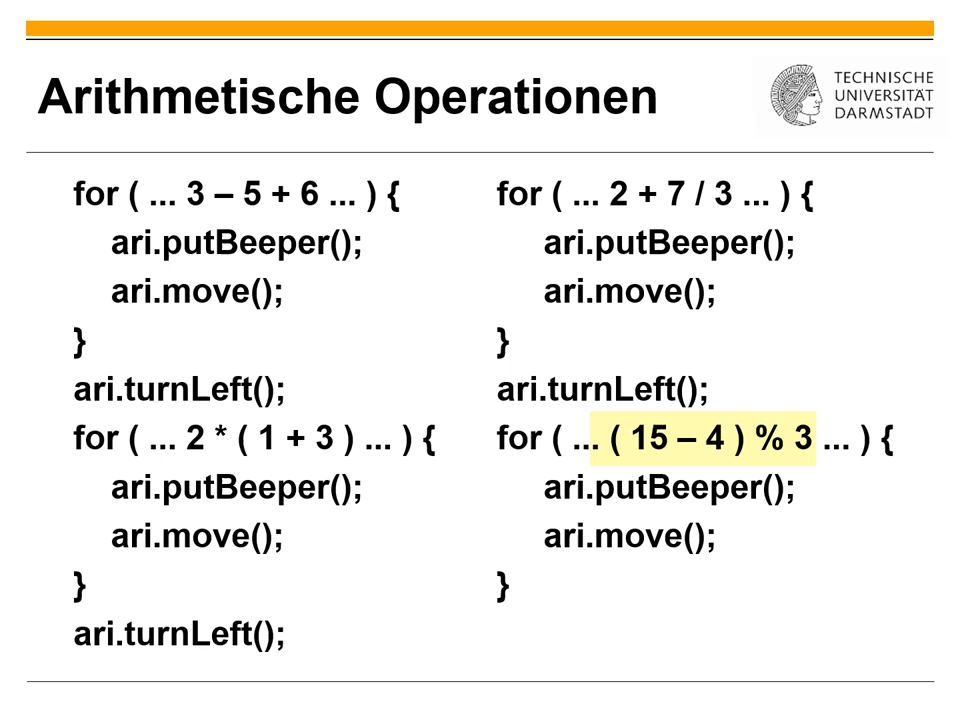 Arithmetische Operationen
TECHNISCHE
UNIVERSITÄT
DARMSTADT
for ( ... 3 – 5 + 6 ... ) {
ari.putBeeper();
ari.move();
}
ari.turnLeft();
for ( ... 2 * ( 1 + 3 ) ... ) {
ari.putBeeper();
ari.move();
}
ari.turnLeft();
for ( ... 2 + 7 / 3 ... ) {
ari.putBeeper();
ari.move();
}
ari.turnLeft();
for ( ... ( 15 – 4 ) % 3 ... ) {
ari.putBeeper();
ari.move();
}